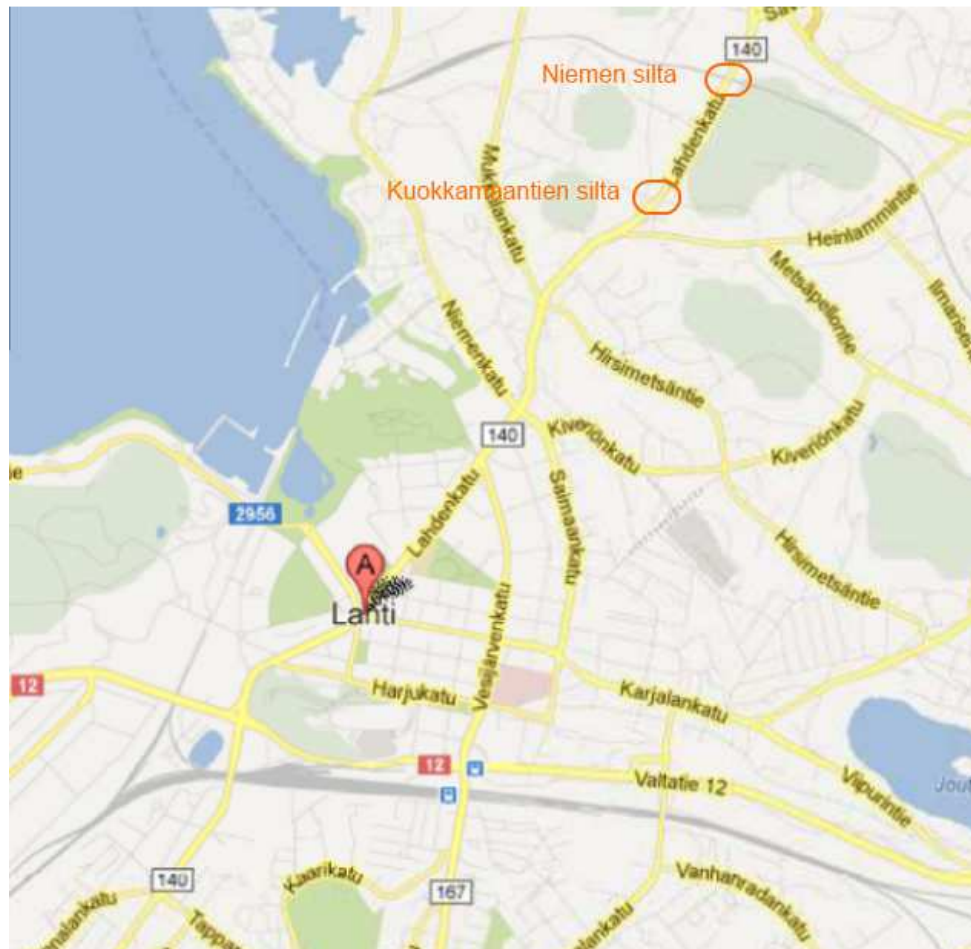 140
Niemen silta
Lahdenkatu
Kuokkamaantien silta
Mukkulankatu
Heinlammintie
Metsäpellontie
Niemenkatu
Hirsimetsäntie
140
Kiveriönkatu
Kiveriönkatu
Lahdenkatu
Saimaankatu
2956
Hirsimetsäntie
A
Lahti
Vesijärvenkatu
12
Harjukatu
Karjalankatu
12
Valtatie 12
Viipurintie
Kaarikatu
140
167
Vanhanradankatu